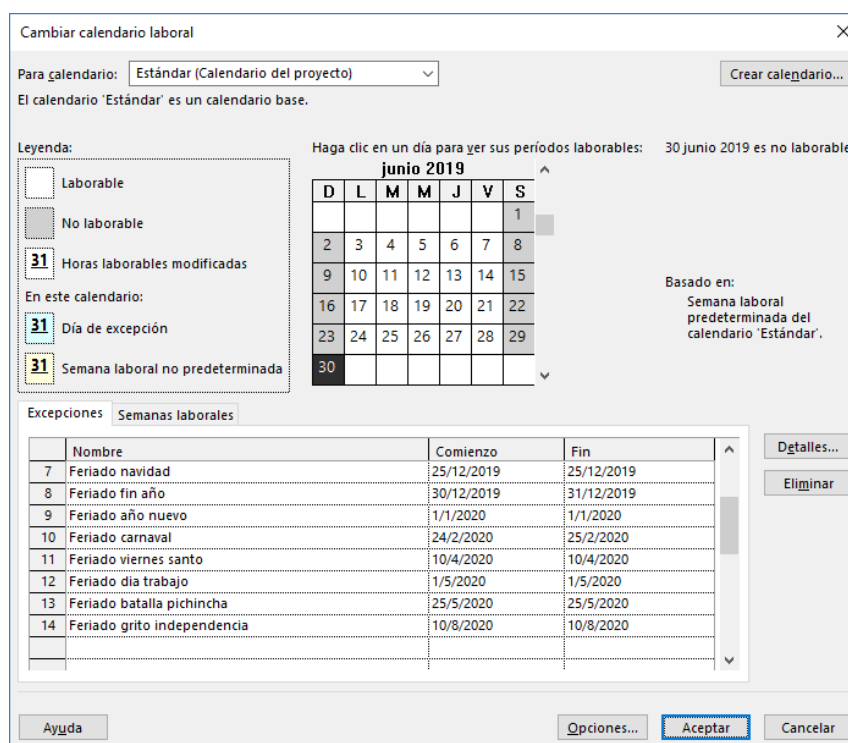 Cambiar calendario laboral
Para calendario: Estándar (Calendario del proyecto) Crear calendario...
El calendario 'Estándar' es un calendario base.
Leyenda: Haga clic en un día para ver sus períodos laborables: 30 junio 2019 es no laborable
junio 2019
D L M M J V S
1
2 3 4 5 6 7 8
9 10 11 12 13 14 15
16 17 18 19 20 21 22
23 24 25 26 27 28 29
30
Laborable
No laborable
31 Horas laborables modificadas
En este calendario:
31 Día de excepción
31 Semana laboral no predeterminada
Basado en:
Semana laboral
predeterminada del
calendario 'Estándar'.
Excepciones Semanas laborales
Nombre Comienzo Fin
7 Feriado navidad 25/12/2019 25/12/2019
8 Feriado fin año 30/12/2019 31/12/2019
9 Feriado año nuevo 1/1/2020 1/1/2020
10 Feriado carnaval 24/2/2020 25/2/2020
11 Feriado viernes santo 10/4/2020 10/4/2020
12 Feriado dia trabajo 1/5/2020 1/5/2020
13 Feriado batalla pichincha 25/5/2020 25/5/2020
14 Feriado grito independencia 10/8/2020 10/8/2020
Detalles...
Eliminar
Ayuda Opciones... Aceptar Cancelar